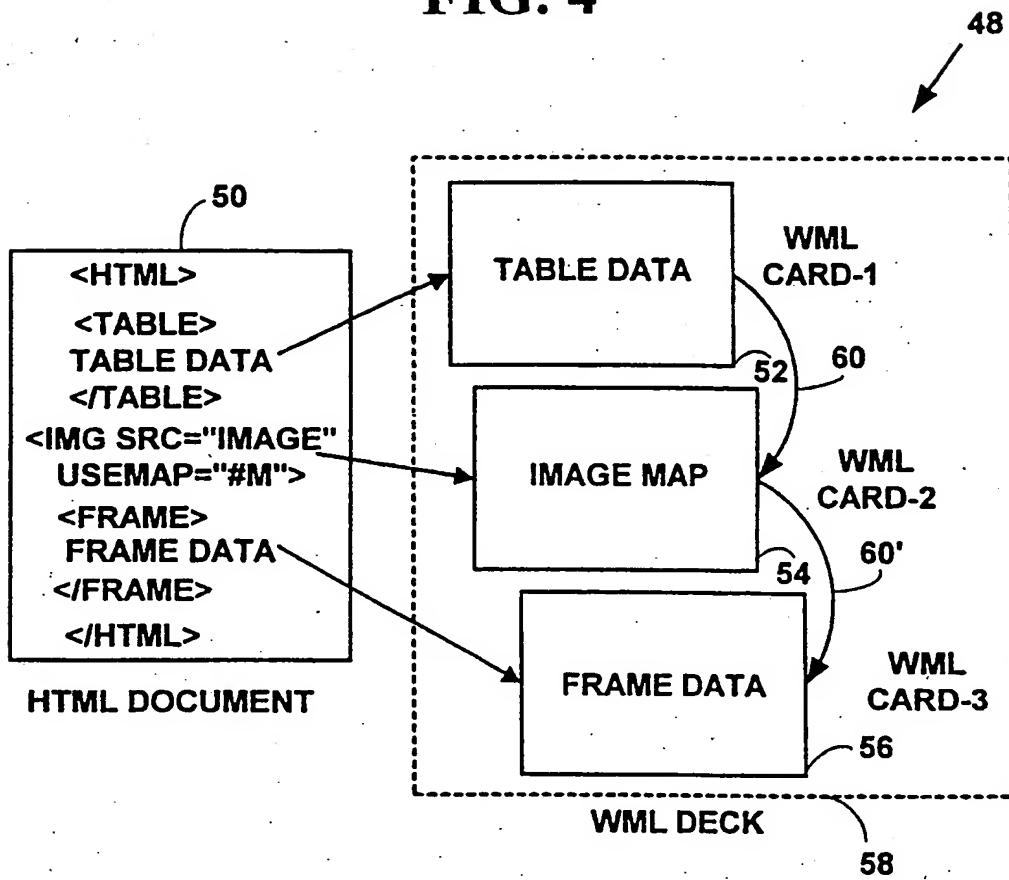 FIG. 4
48
50
<HTML>
<TABLE>
TABLE DATA
</TABLE>
<IMG SRC="IMAGE"
USEMAP="#M">
<FRAME>
FRAME DATA
</FRAME>
</HTML>
HTML DOCUMENT
TABLE DATA
WML
CARD-1
52
60
IMAGE MAP
WML
CARD-2
54
60'
FRAME DATA
WML
CARD-3
56
WML DECK
58